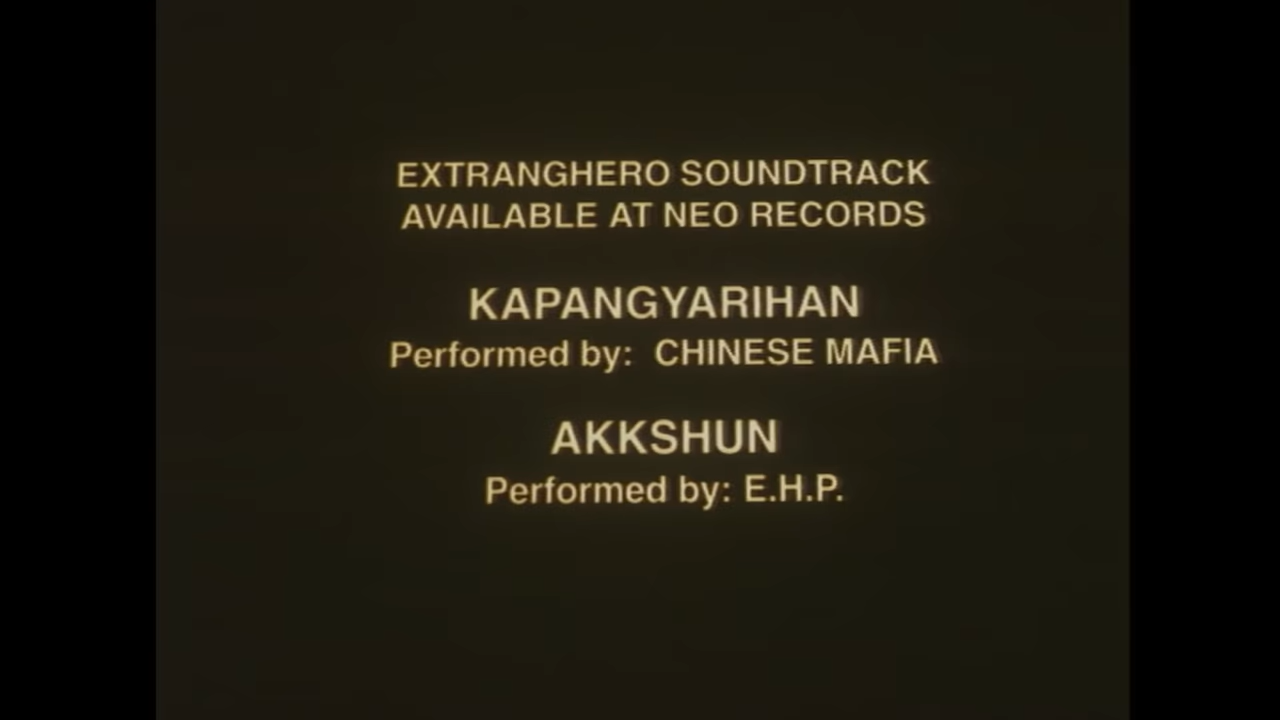 EXTRANGHERO SOUNDTRACK
AVAILABLE AT NEO RECORDS
KAPANGYARIHAN
Performed by: CHINESE MAFIA
AKKSHUN
Performed by: E.H.P.